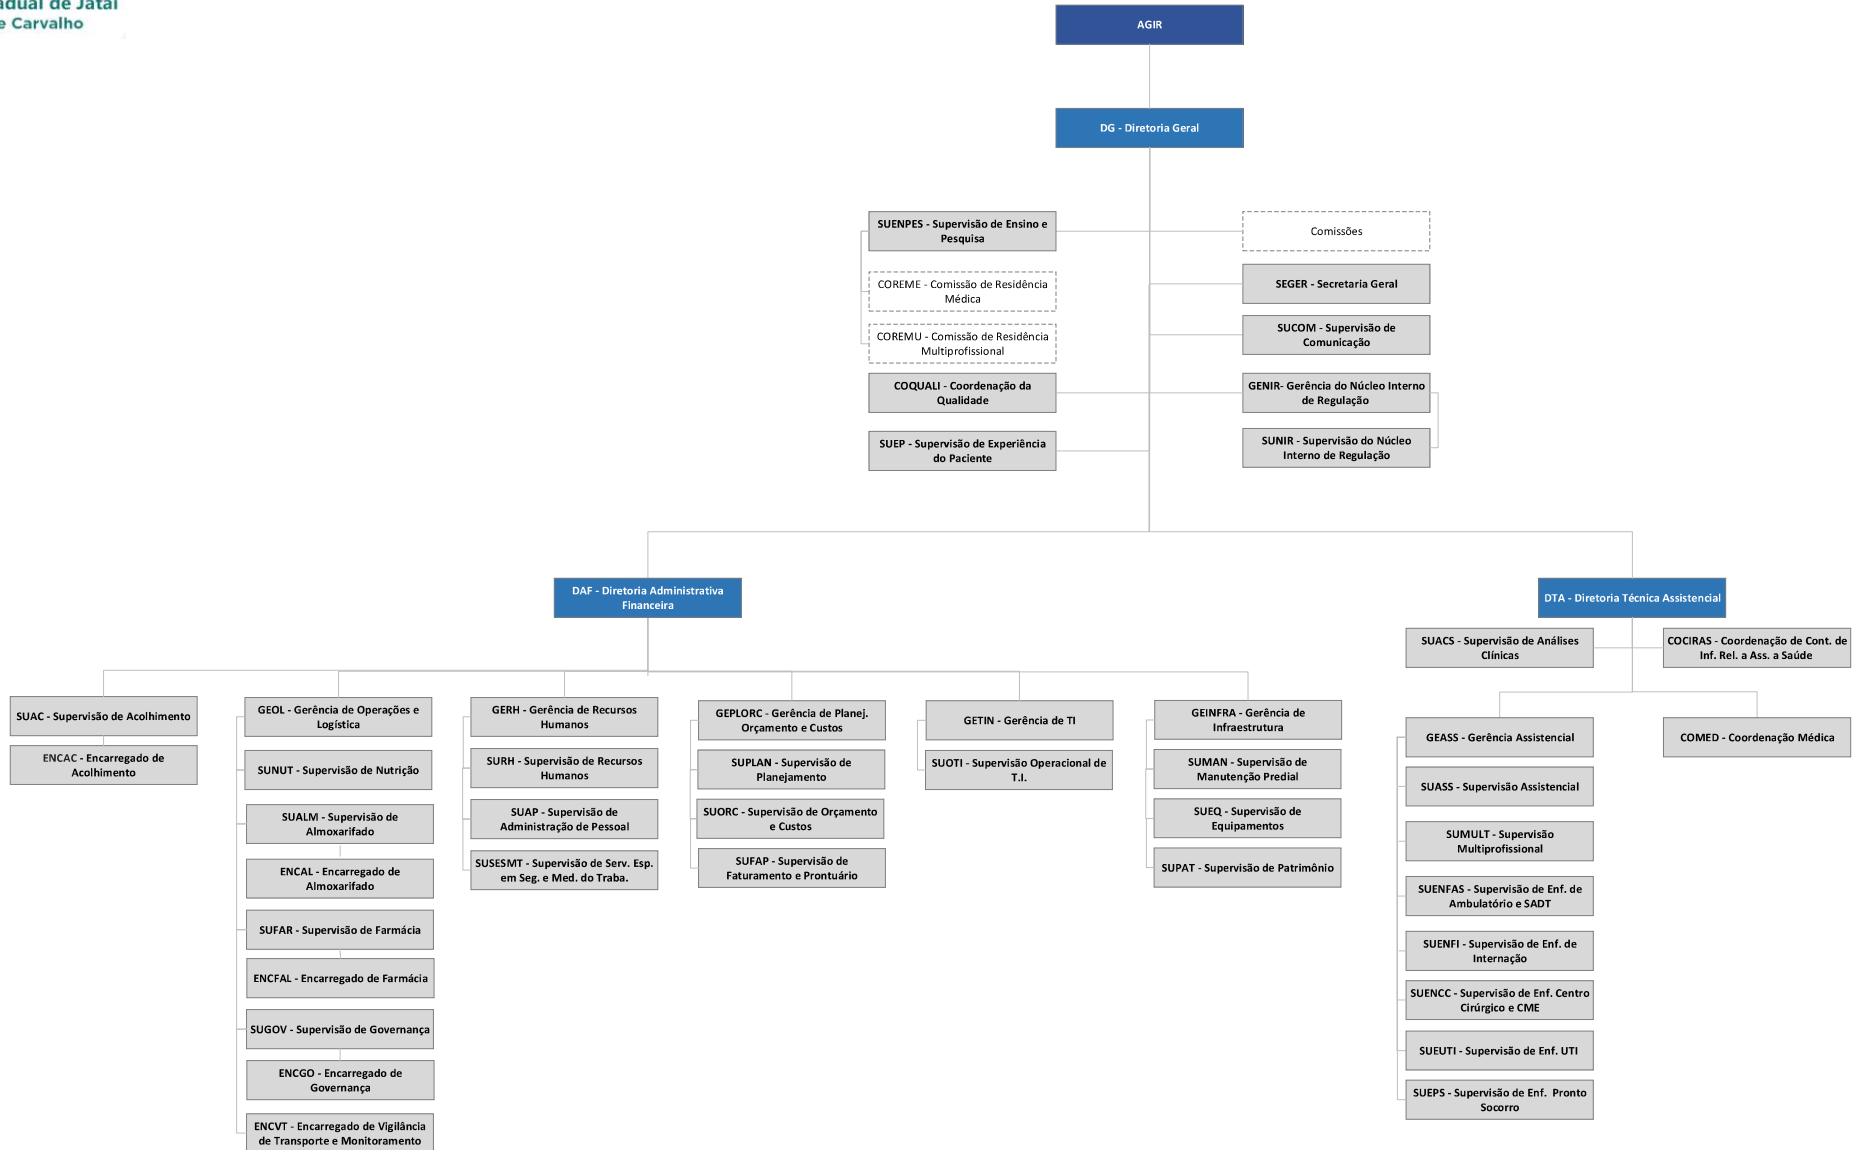 adual de Jataí
e Carvalho
AGIR
DG - Diretoria Geral
SUENPES - Supervisão de Ensino e
Pesquisa
Comissões
COREME - Comissão de Residência
Médica
SEGER - Secretaria Geral
COREMU - Comissão de Residência
Multiprofissional
SUCOM - Supervisão de
Comunicação
COQUALI - Coordenação da
Qualidade
GENIR- Gerência do Núcleo Interno
de Regulação
SUEP - Supervisão de Experiência
do Paciente
SUNIR - Supervisão do Núcleo
Interno de Regulação
DAF - Diretoria Administrativa
Financeira
DTA - Diretoria Técnica Assistencial
SUACS - Supervisão de Análises
Clínicas
COCIRAS - Coordenação de Cont. de
Inf. Rel. a Ass. a Saúde
SUAC - Supervisão de Acolhimento
ENCAC - Encarregado de
Acolhimento
GEOL - Gerência de Operações e
Logística
SUNUT - Supervisão de Nutrição
SUALM - Supervisão de
Almoxarifado
ENCAL - Encarregado de
Almoxarifado
SUFAR - Supervisão de Farmácia
ENCFAL - Encarregado de Farmácia
SUGOV - Supervisão de Governança
ENCGO - Encarregado de
Governança
ENCVT - Encarregado de Vigilância
de Transporte e Monitoramento
GERH - Gerência de Recursos
Humanos
SURH - Supervisão de Recursos
Humanos
SUAP - Supervisão de
Administração de Pessoal
SUSESMT - Supervisão de Serv. Esp.
em Seg. e Med. do Traba.
GEPLORC - Gerência de Planej.
Orçamento e Custos
SUPLAN - Supervisão de
Planejamento
SUORC - Supervisão de Orçamento
e Custos
SUFAP - Supervisão de
Faturamento e Prontuário
GETIN - Gerência de TI
SUOTI - Supervisão Operacional de
T.I.
GEINFRA - Gerência de
Infraestrutura
SUMAN - Supervisão de
Manutenção Predial
SUEQ - Supervisão de
Equipamentos
SUPAT - Supervisão de Patrimônio
GEASS - Gerência Assistencial
SUASS - Supervisão Assistencial
SUMULT - Supervisão
Multiprofissional
SUENFAS - Supervisão de Enf. de
Ambulatório e SADT
SUENFI - Supervisão de Enf. de
Internação
SUENCC - Supervisão de Enf. Centro
Cirúrgico e CME
SUEUTI - Supervisão de Enf. UTI
SUEPS - Supervisão de Enf.  Pronto
Socorro
COMED - Coordenação Médica